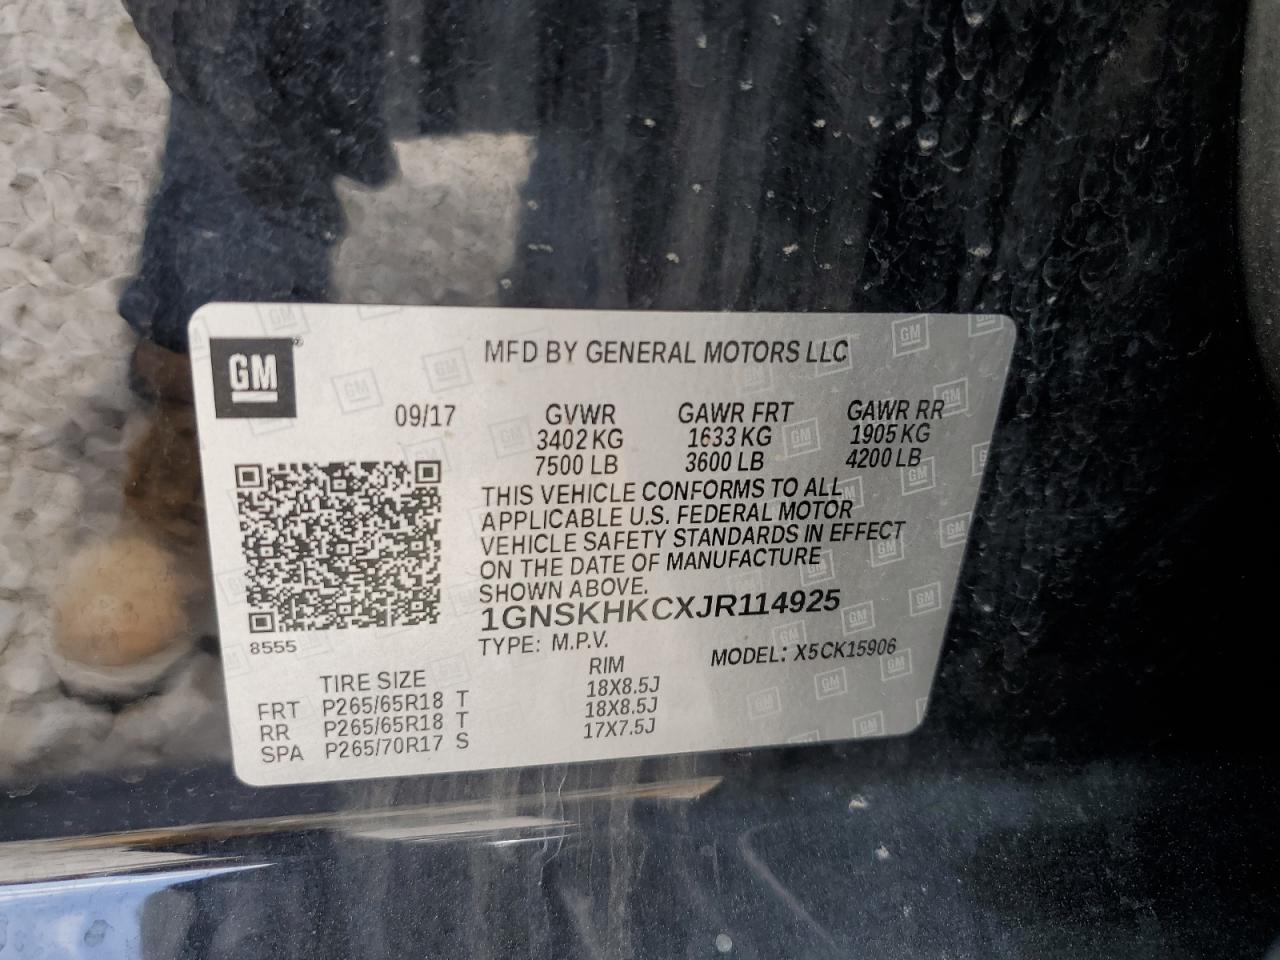 GM
MFD BY GENERAL MOTORS LLC
09/17 GVWR GAWR FRT GAWR RR
3402 KG 1633 KG 1905 KG
7500 LB 3600 LB 4200 LB
THIS VEHICLE CONFORMS TO ALL
APPLICABLE U.S. FEDERAL MOTOR
VEHICLE SAFETY STANDARDS IN EFFECT
ON THE DATE OF MANUFACTURE
SHOWN ABOVE.
1GNSKHKCXJR114925
8555
TYPE: M.P.V. MODEL: X5CK15906
TIRE SIZE RIM
FRT P265/65R18 T 18X8.5J
RR P265/65R18 T 18X8.5J
SPA P265/70R17 S 17X7.5J